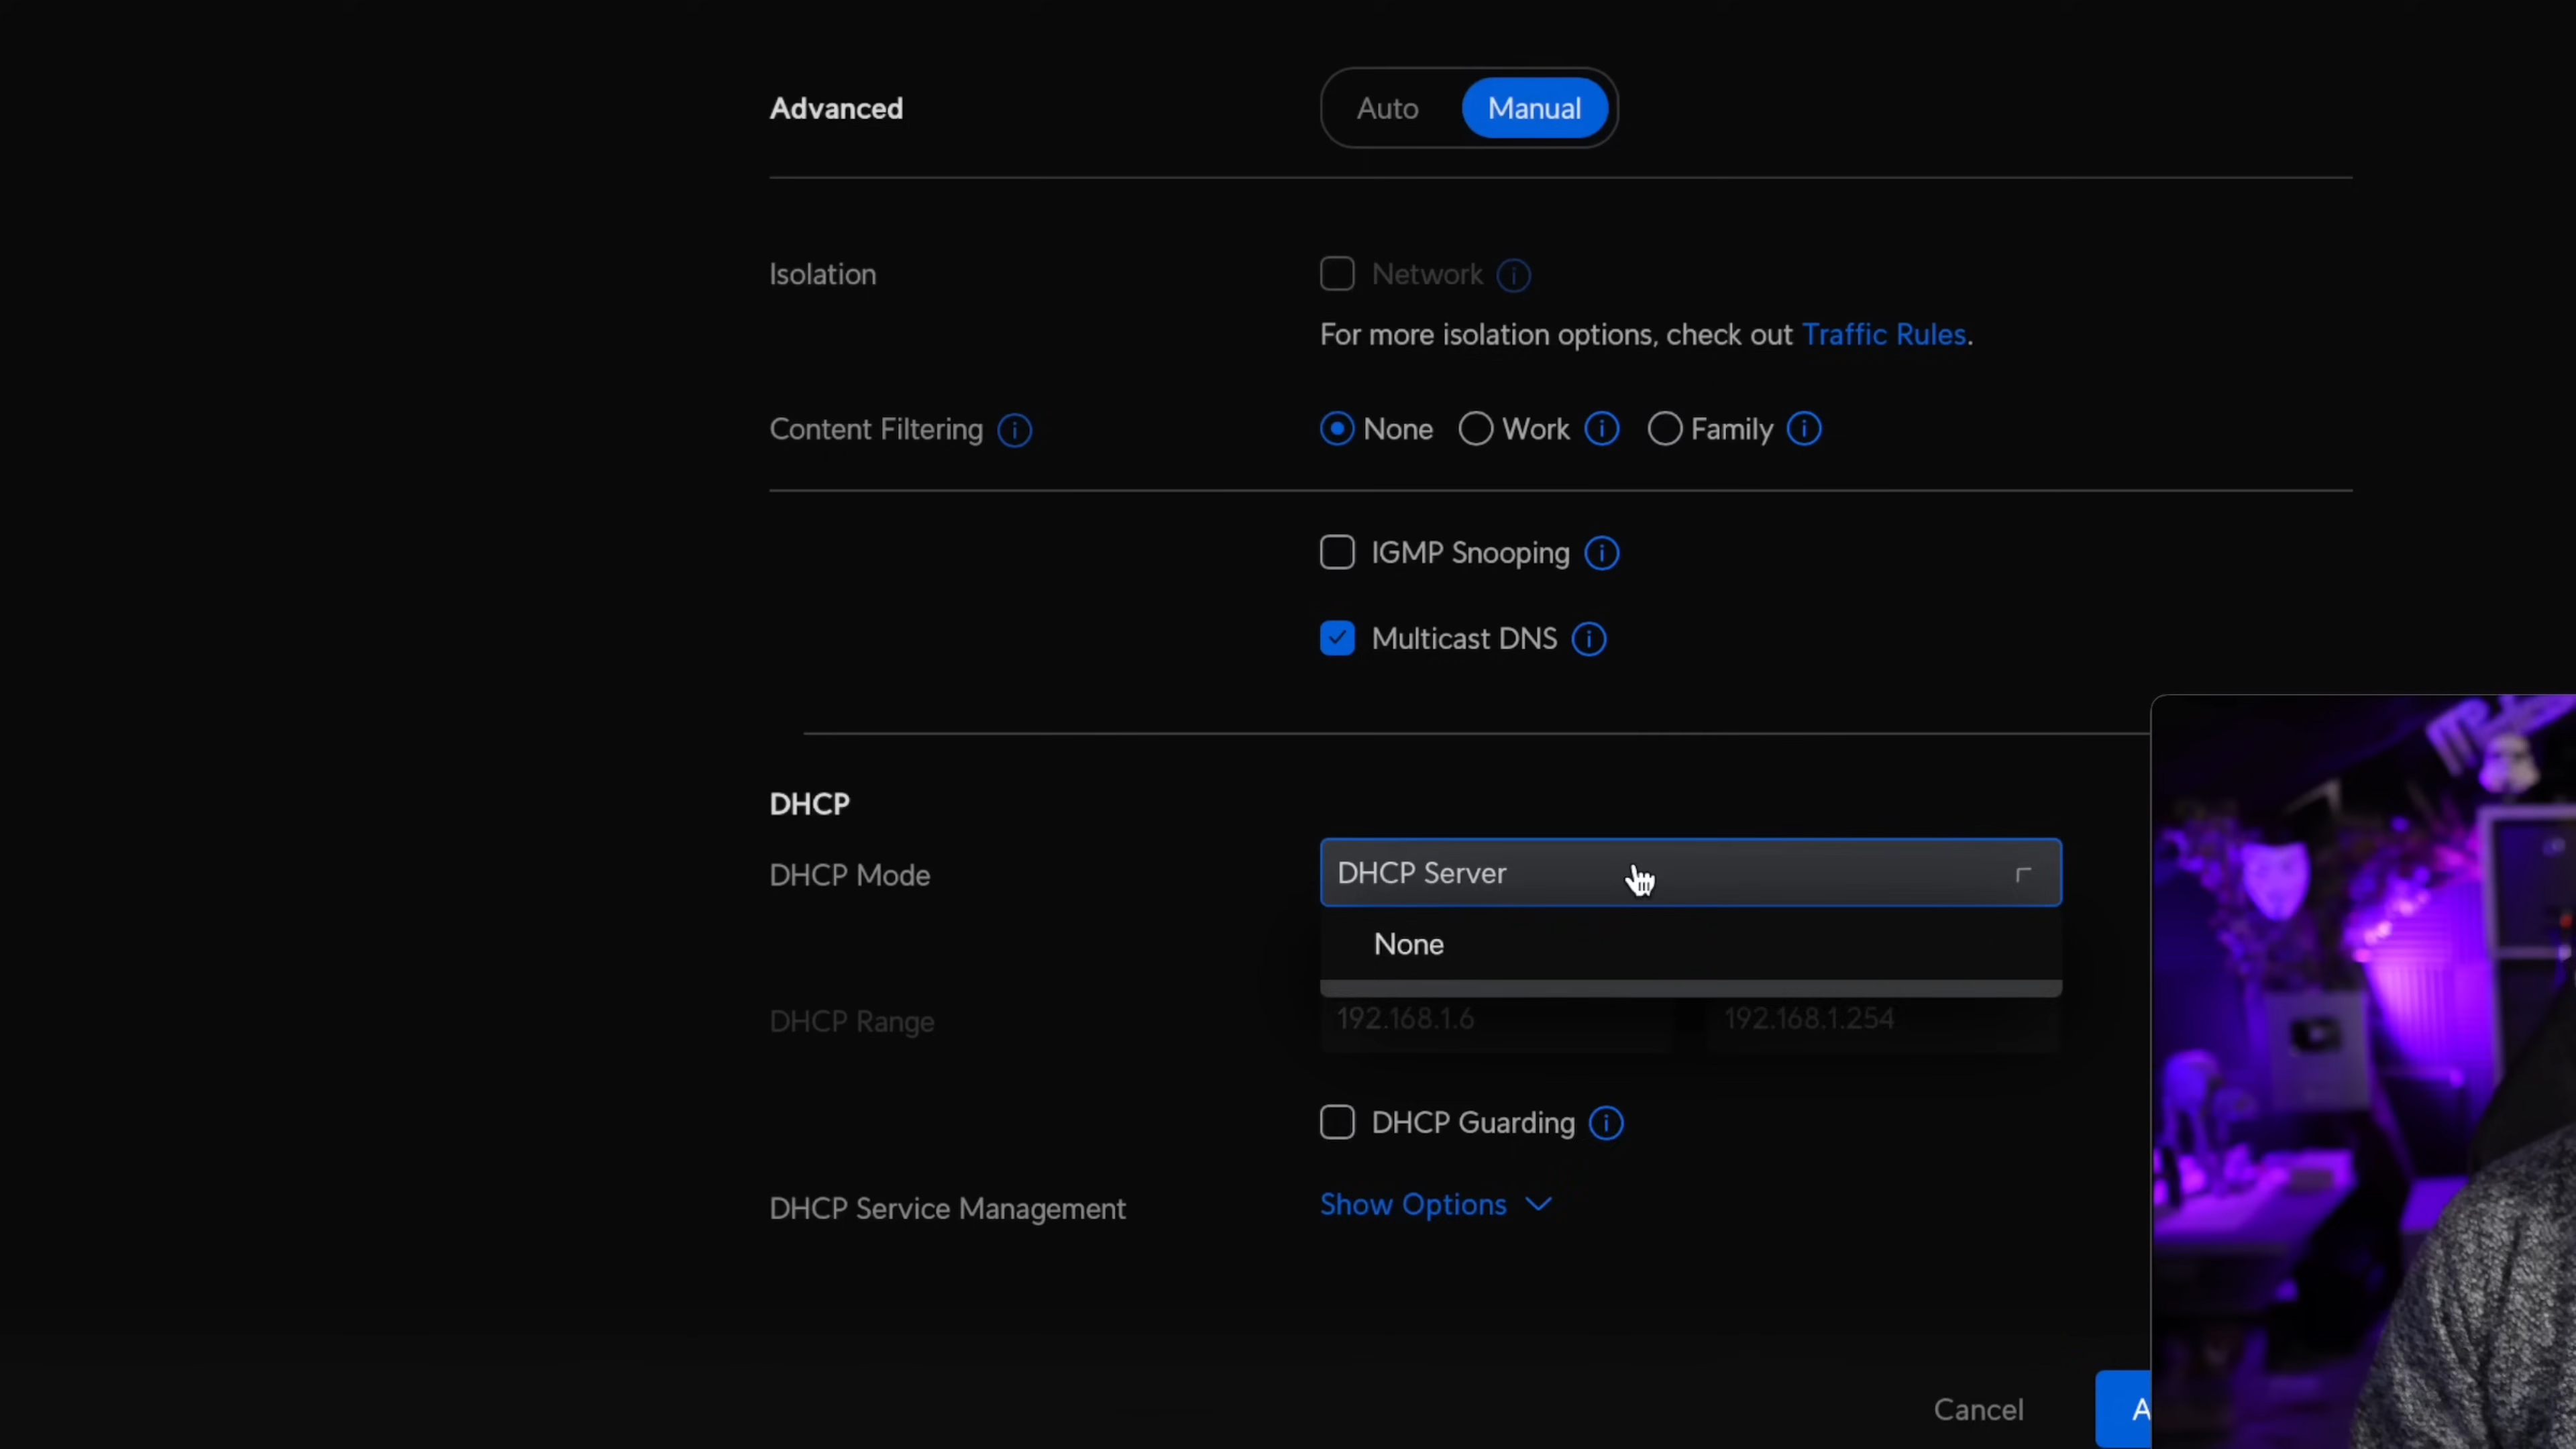 Advanced
Auto Manual
Isolation
Network
For more isolation options, check out Traffic Rules.
Content Filtering
None Work Family
IGMP Snooping
Multicast DNS
DHCP
DHCP Mode
DHCP Server
None
DHCP Range
192.168.1.6 192.168.1.254
DHCP Guarding
DHCP Service Management
Show Options
Cancel